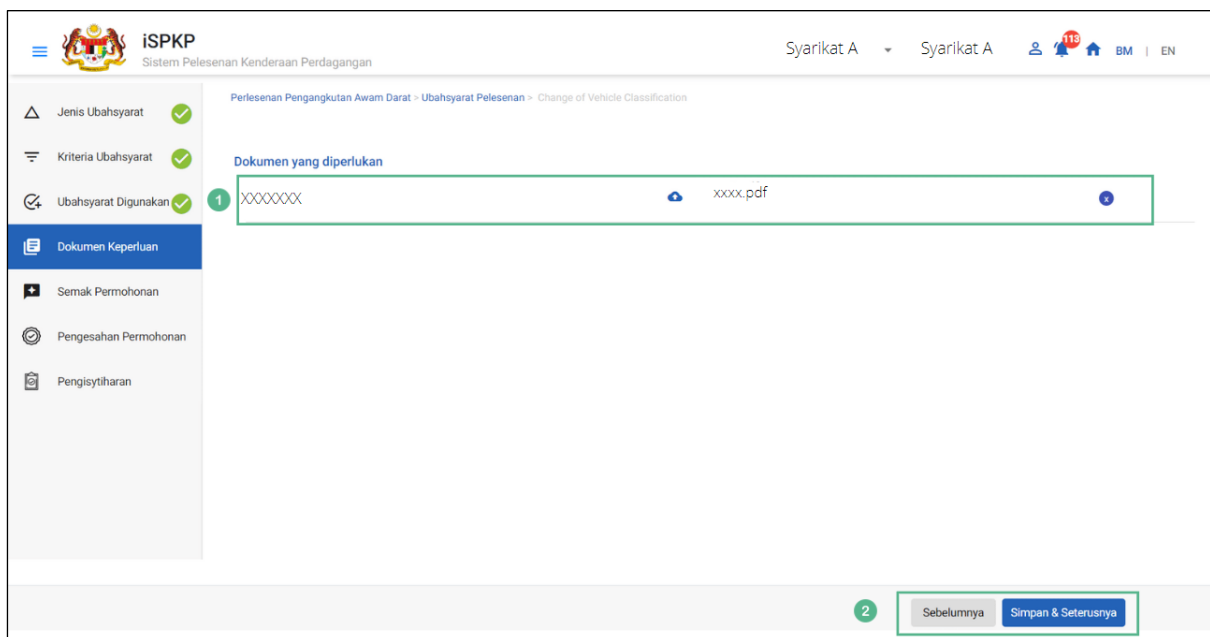 iSPKP
Sistem Pelesenan Kenderaan Perdagangan
Syarikat A
Syarikat A
113
BM | EN
Jenis Ubahsyarat
Kriteria Ubahsyarat
Ubahsyarat Digunakan
Dokumen Keperluan
Semak Permohonan
Pengesahan Permohonan
Pengisytiharan
Perlesenan Pengangkutan Awam Darat > Ubahsyarat Pelesenan > Change of Vehicle Classification
Dokumen yang diperlukan
1
XXXXXXX
xxxx.pdf
x
2
Sebelumnya
Simpan & Seterusnya